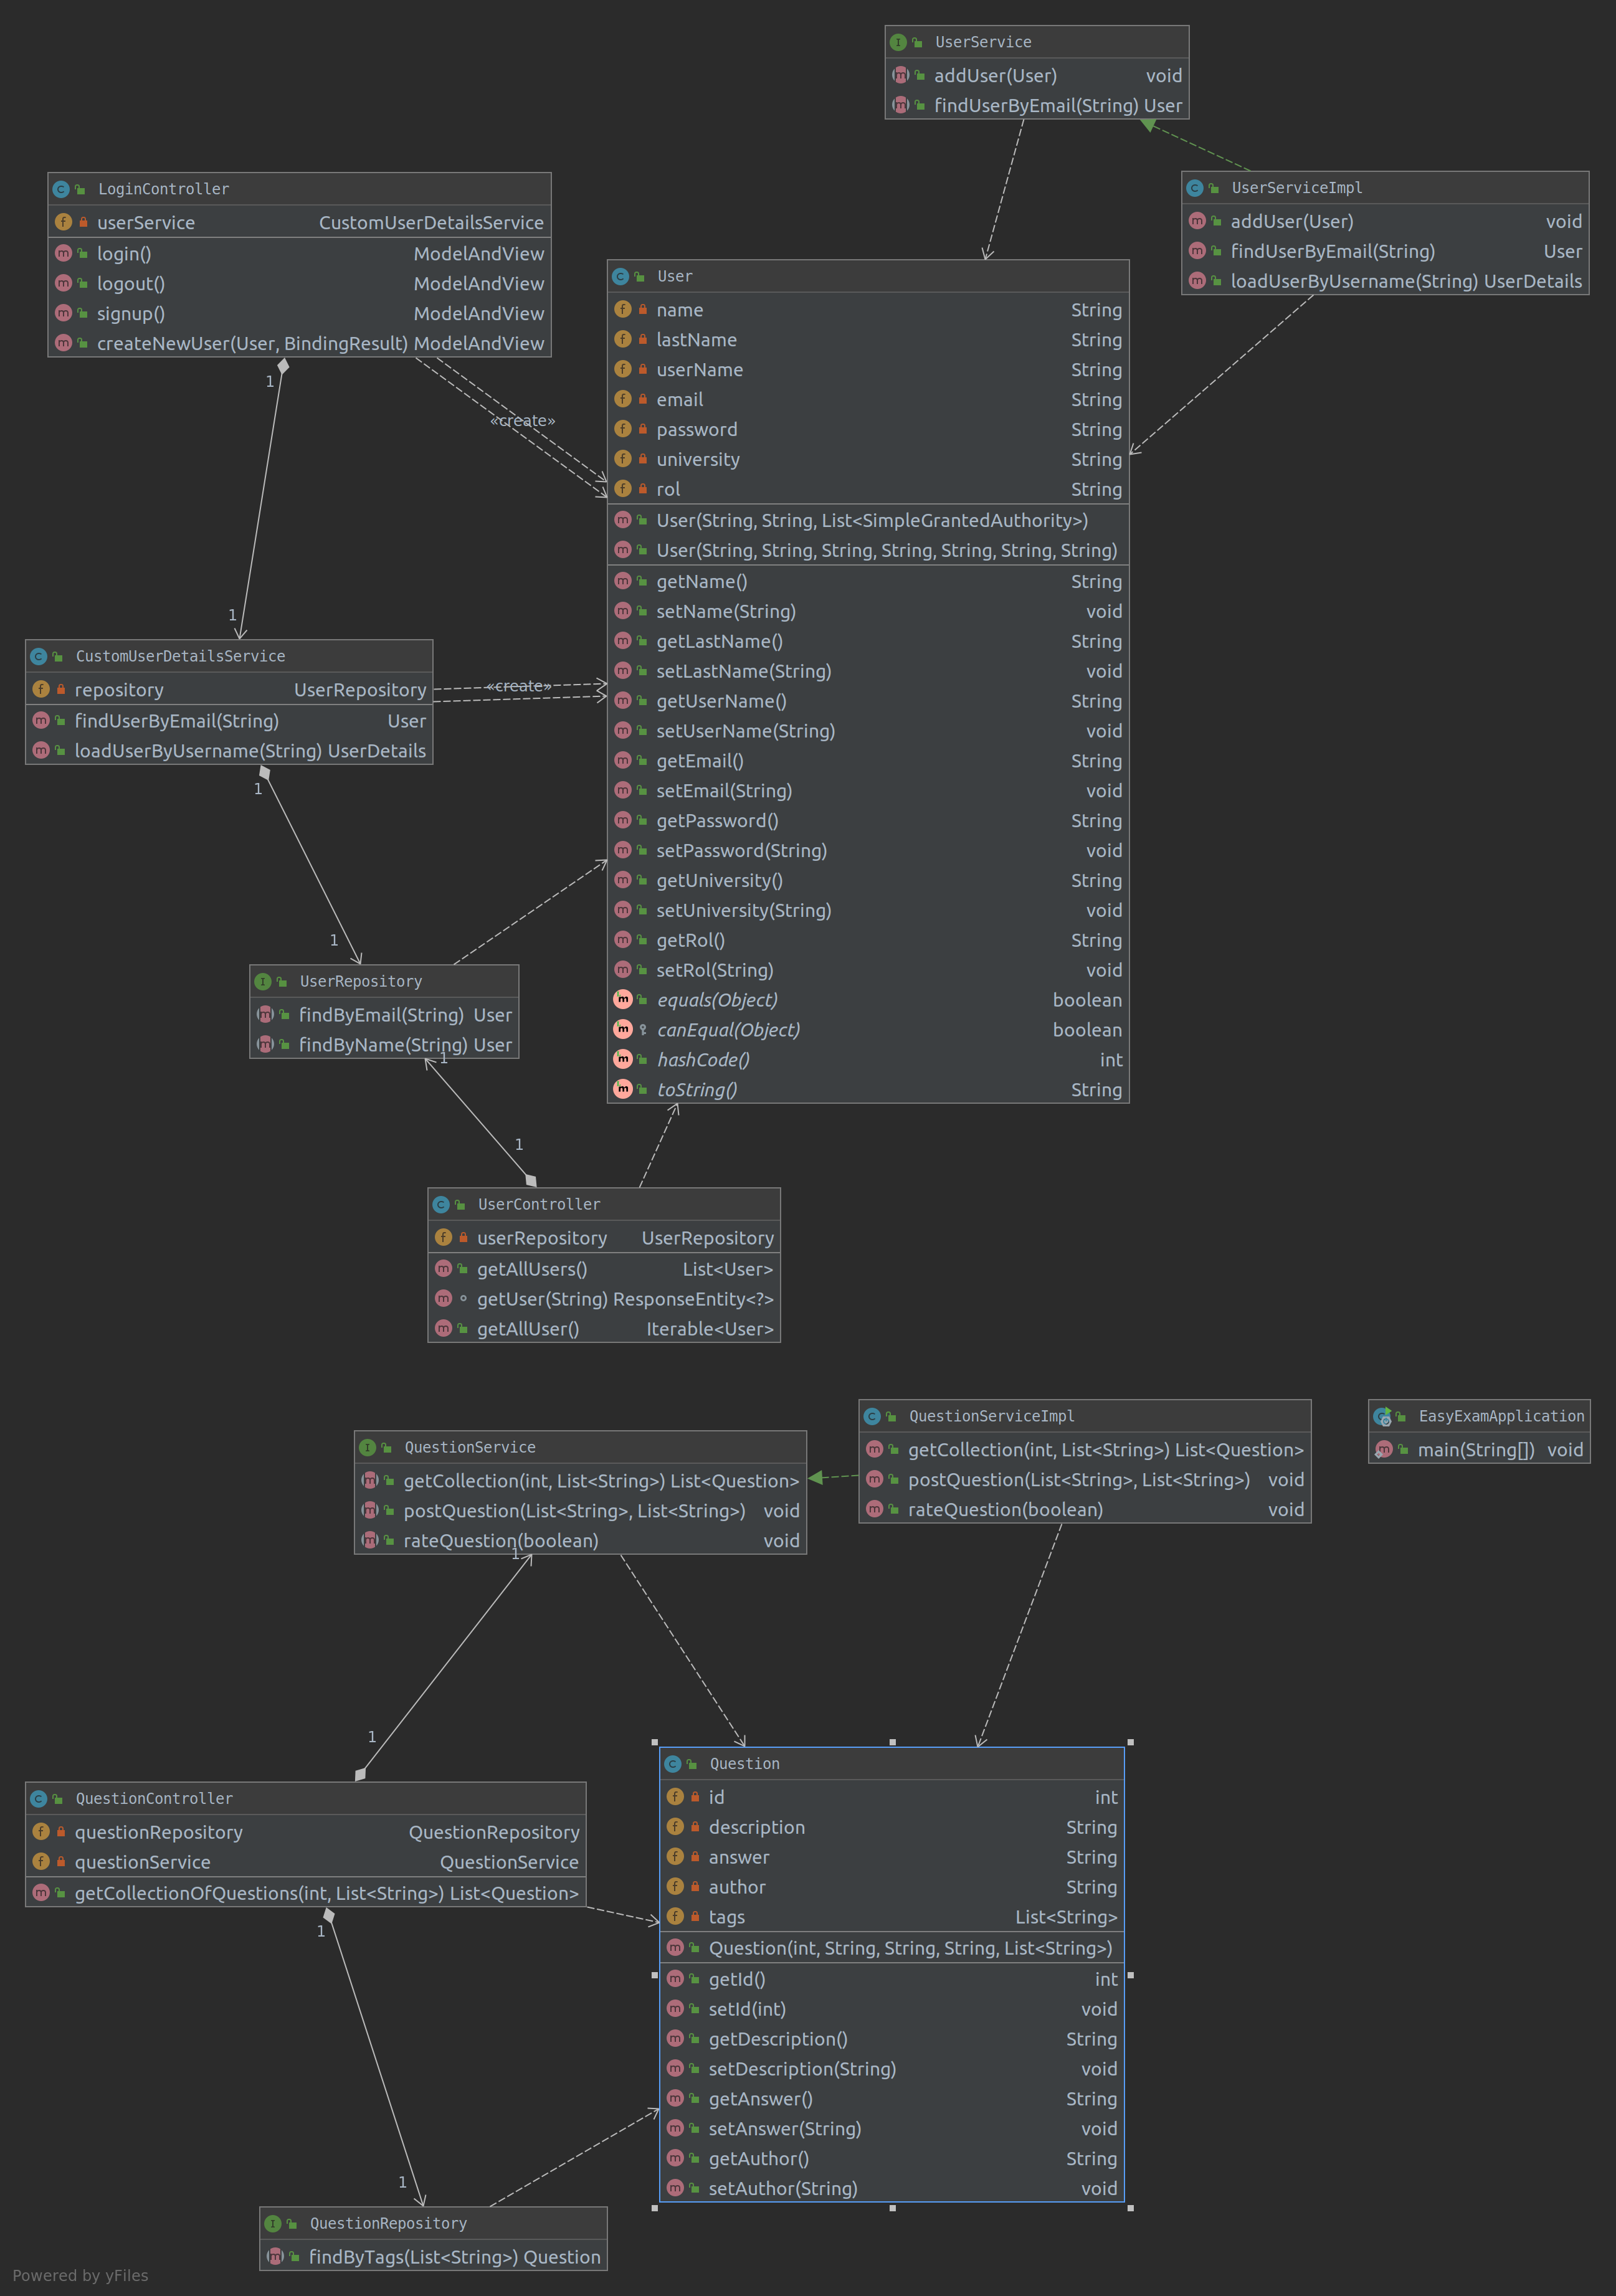 UserService
addUser(User) void
findUserByEmail(String) User
LoginController
userService CustomUserDetailsService
login() ModelAndView
logout() ModelAndView
signup() ModelAndView
createNewUser(User, BindingResult) ModelAndView
UserServiceImpl
addUser(User) void
findUserByEmail(String) User
loadUserByUsername(String) UserDetails
1
«create»
1
User
name String
lastName String
userName String
email String
password String
university String
rol String
User(String, String, List<SimpleGrantedAuthority>)
User(String, String, String, String, String, String, String)
getName() String
setName(String) void
getLastName() String
setLastName(String) void
getUserName() String
setUserName(String) void
getEmail() String
setEmail(String) void
getPassword() String
setPassword(String) void
getUniversity() String
setUniversity(String) void
getRol() String
setRol(String) void
equals(Object) boolean
canEqual(Object) boolean
hashCode() int
toString() String
CustomUserDetailsService
repository UserRepository
findUserByEmail(String) User
loadUserByUsername(String) UserDetails
«create»
1
1
UserRepository
findByEmail(String) User
findByName(String) User
1
1
UserController
userRepository UserRepository
getAllUsers() List<User>
getUser(String) ResponseEntity<?>
getAllUser() Iterable<User>
QuestionService
getCollection(int, List<String>) List<Question>
postQuestion(List<String>, List<String>) void
rateQuestion(boolean) void
QuestionServiceImpl
getCollection(int, List<String>) List<Question>
postQuestion(List<String>, List<String>) void
rateQuestion(boolean) void
EasyExamApplication
main(String[]) void
1
1
QuestionController
questionRepository QuestionRepository
questionService QuestionService
getCollectionOfQuestions(int, List<String>) List<Question>
Question
id int
description String
answer String
author String
tags List<String>
Question(int, String, String, String, List<String>)
getId() int
setId(int) void
getDescription() String
setDescription(String) void
getAnswer() String
setAnswer(String) void
getAuthor() String
setAuthor(String) void
1
1
QuestionRepository
findByTags(List<String>) Question
Powered by yFiles